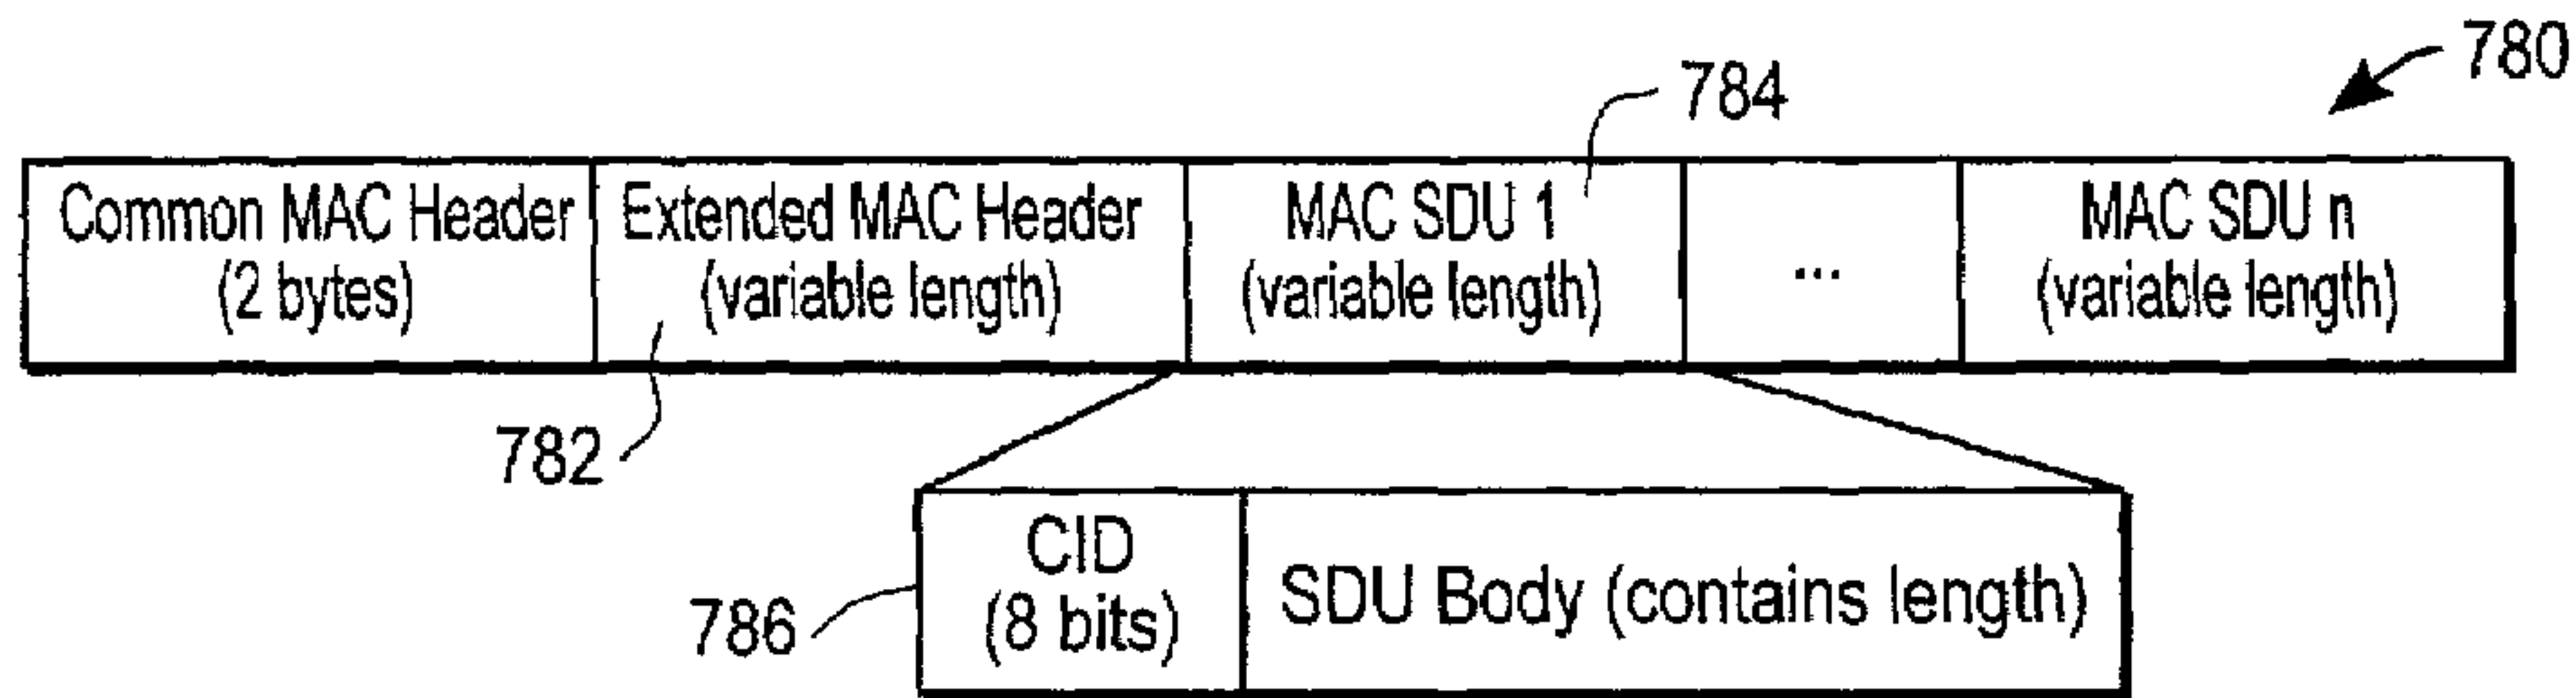 780
784
Common MAC Header
(2 bytes)
Extended MAC Header
(variable length)
MAC SDU 1
(variable length)
...
MAC SDU n
(variable length)
782
CID
(8 bits)
SDU Body (contains length)
786